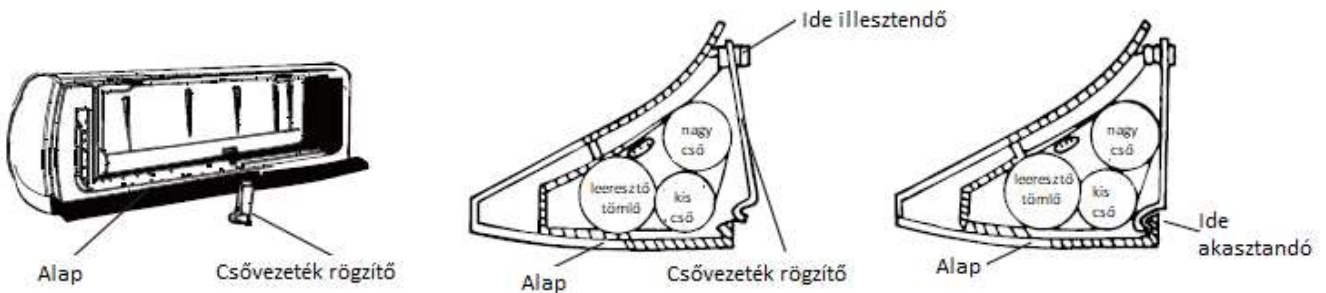 Ide illesztendő
nagy
cső
leeresztő
tömlő
kis
cső
Alap
Csővezeték rögzítő
Alap
Csővezeték rögzítő
nagy
cső
leeresztő
tömlő
kis
cső
Alap
Ide
akasztandó